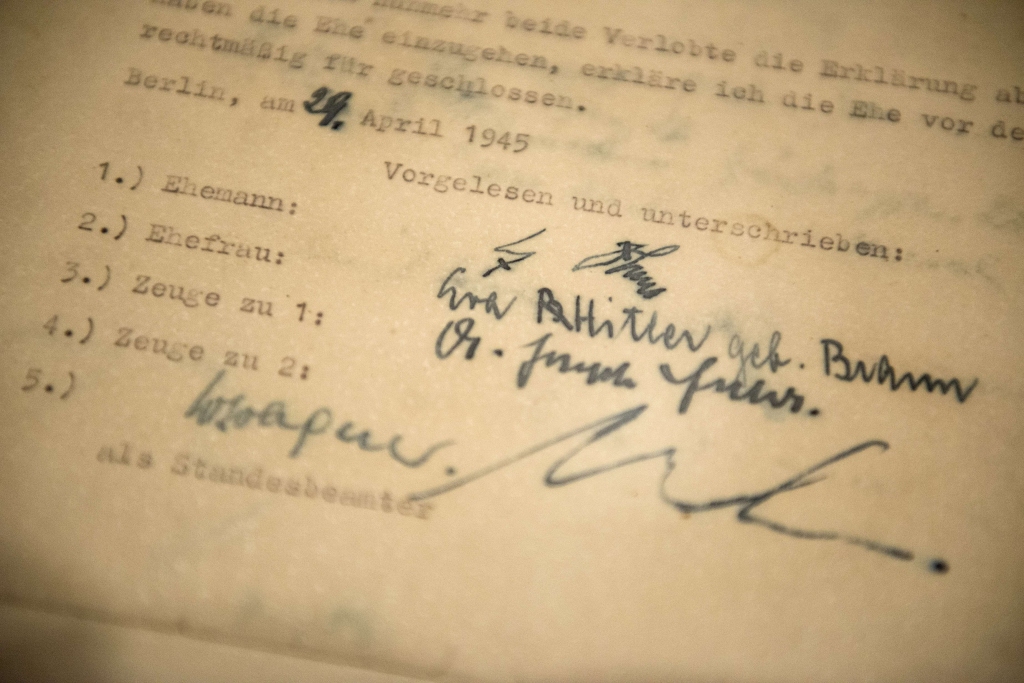 nunmehr beide Verlobte die Erklärung ab
haben die Ehe einzugehen, erkläre ich die Ehe vor de
rechtmäßig für geschlossen.
Berlin, am 29. April 1945
Vorgelesen und unterschrieben:
1.) Ehemann:
2.) Ehefrau: Eva B Hitler geb. Braun
3.) Zeuge zu 1: Dr.
4.) Zeuge zu 2:
5.) Wagner.
als Standesbeamter